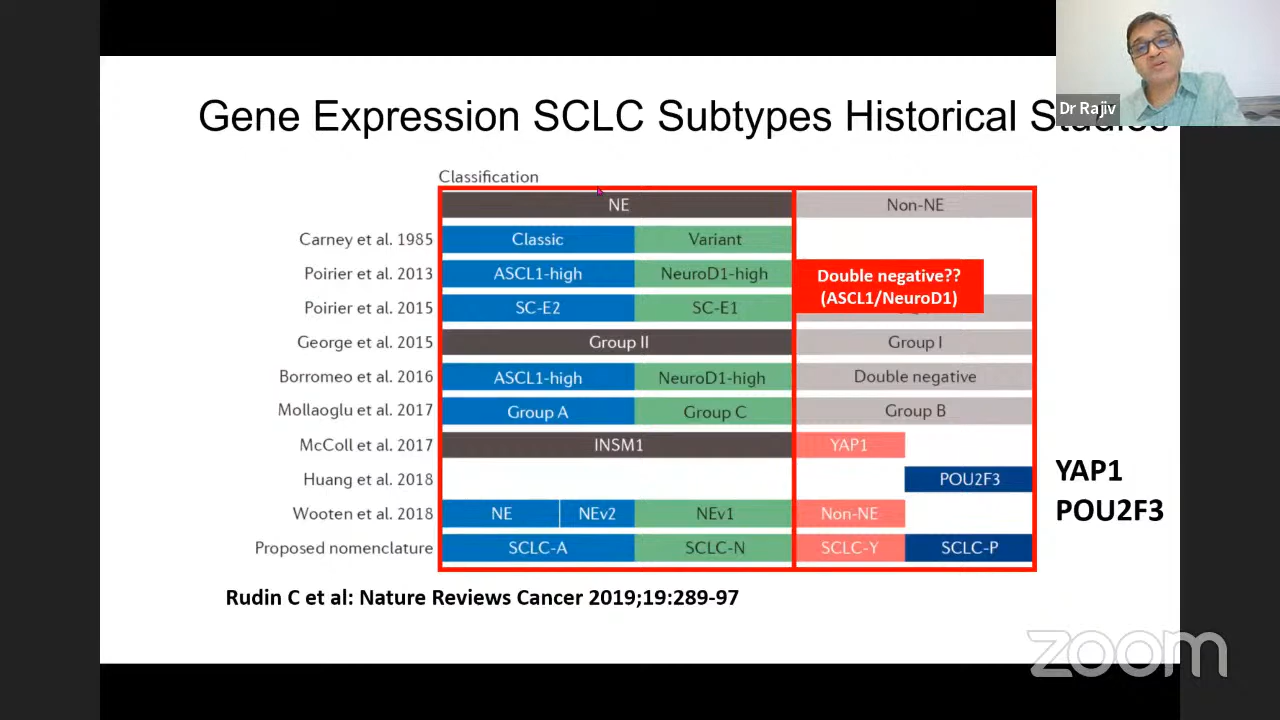 Dr Rajiv
Gene Expression SCLC Subtypes Historical Studies
Classification
NE Non-NE
Carney et al. 1985 Classic Variant
Poirier et al. 2013 ASCL1-high NeuroD1-high
Double negative??
(ASCL1/NeuroD1)
Poirier et al. 2015 SC-E2 SC-E1
George et al. 2015 Group II Group I
Borromeo et al. 2016 ASCL1-high NeuroD1-high Double negative
Mollaoglu et al. 2017 Group A Group C Group B
McColl et al. 2017 INSM1 YAP1
Huang et al. 2018 POU2F3
Wooten et al. 2018 NE NEv2 NEv1 Non-NE
Proposed nomenclature SCLC-A SCLC-N SCLC-Y SCLC-P
YAP1
POU2F3
Rudin C et al: Nature Reviews Cancer 2019;19:289-97
zoom